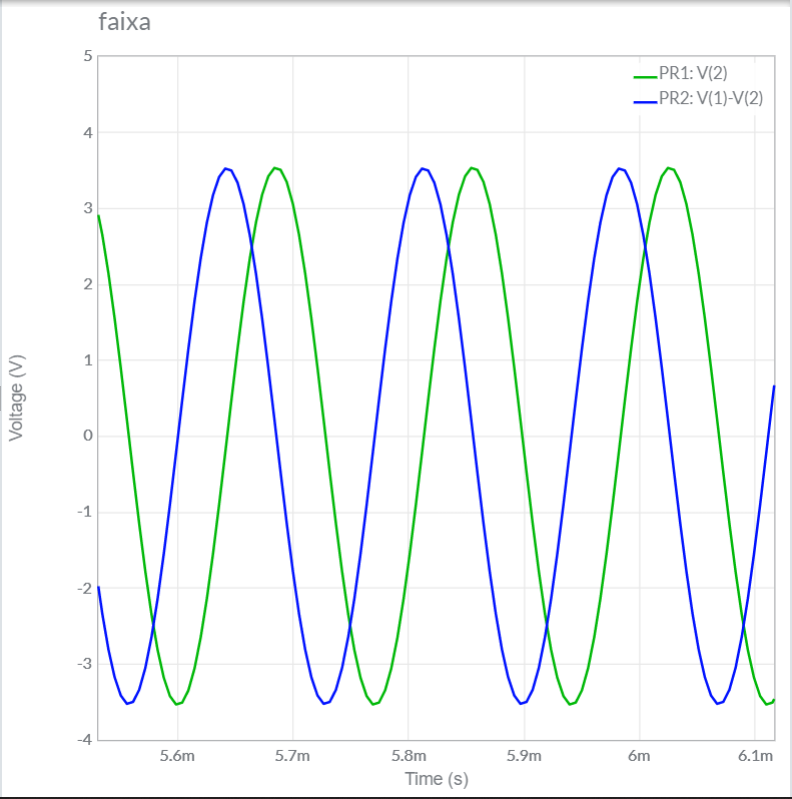 faixa
PR1: V(2)
PR2: V(1)-V(2)
5
4
3
2
1
0
-1
-2
-3
-4
Voltage (V)
5.6m
5.7m
5.8m
5.9m
6m
6.1m
Time (s)